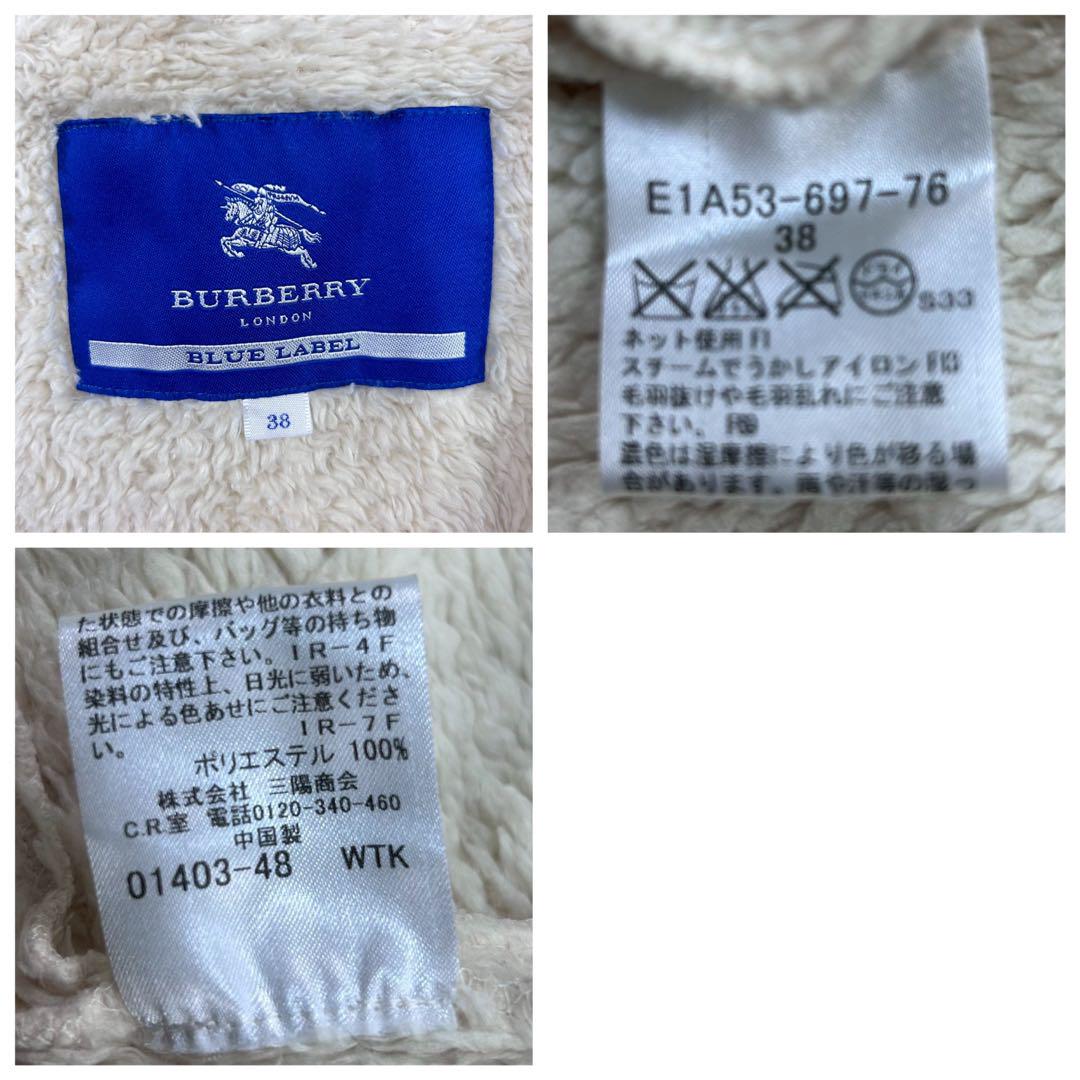 BURBERRY
LONDON
BLUE LABEL
38
E1A53-697-76
38
ドライ
S33
ネット使用 F1
スチームでうかしアイロン F13
毛羽抜けや毛羽乱れにご注意
下さい。
濃色は湿摩擦により色が移る場
合があります。雨や汗等の湿っ
た状態での摩擦や他の衣料との
組合せ及び、バッグ等の持ち物
にもご注意下さい。IR-4F
染料の特性上、日光に弱いため、
光による色あせにご注意くださ
い。 IR-7F
ポリエステル 100%
株式会社 三陽商会
C.R.室 電話0120-340-460
中国製
01403-48 WTK